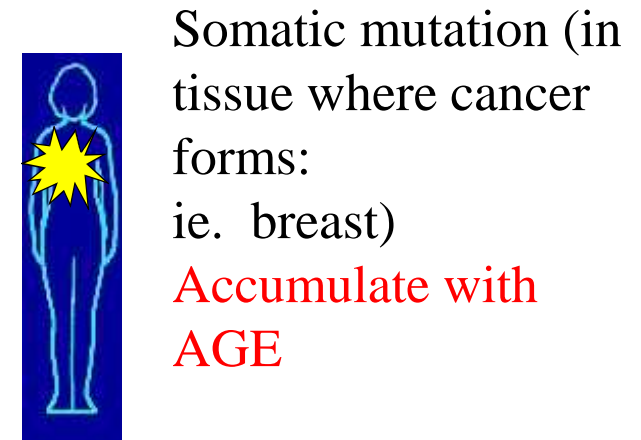 Somatic mutation (in
tissue where cancer
forms:
ie.  breast)
Accumulate with
AGE